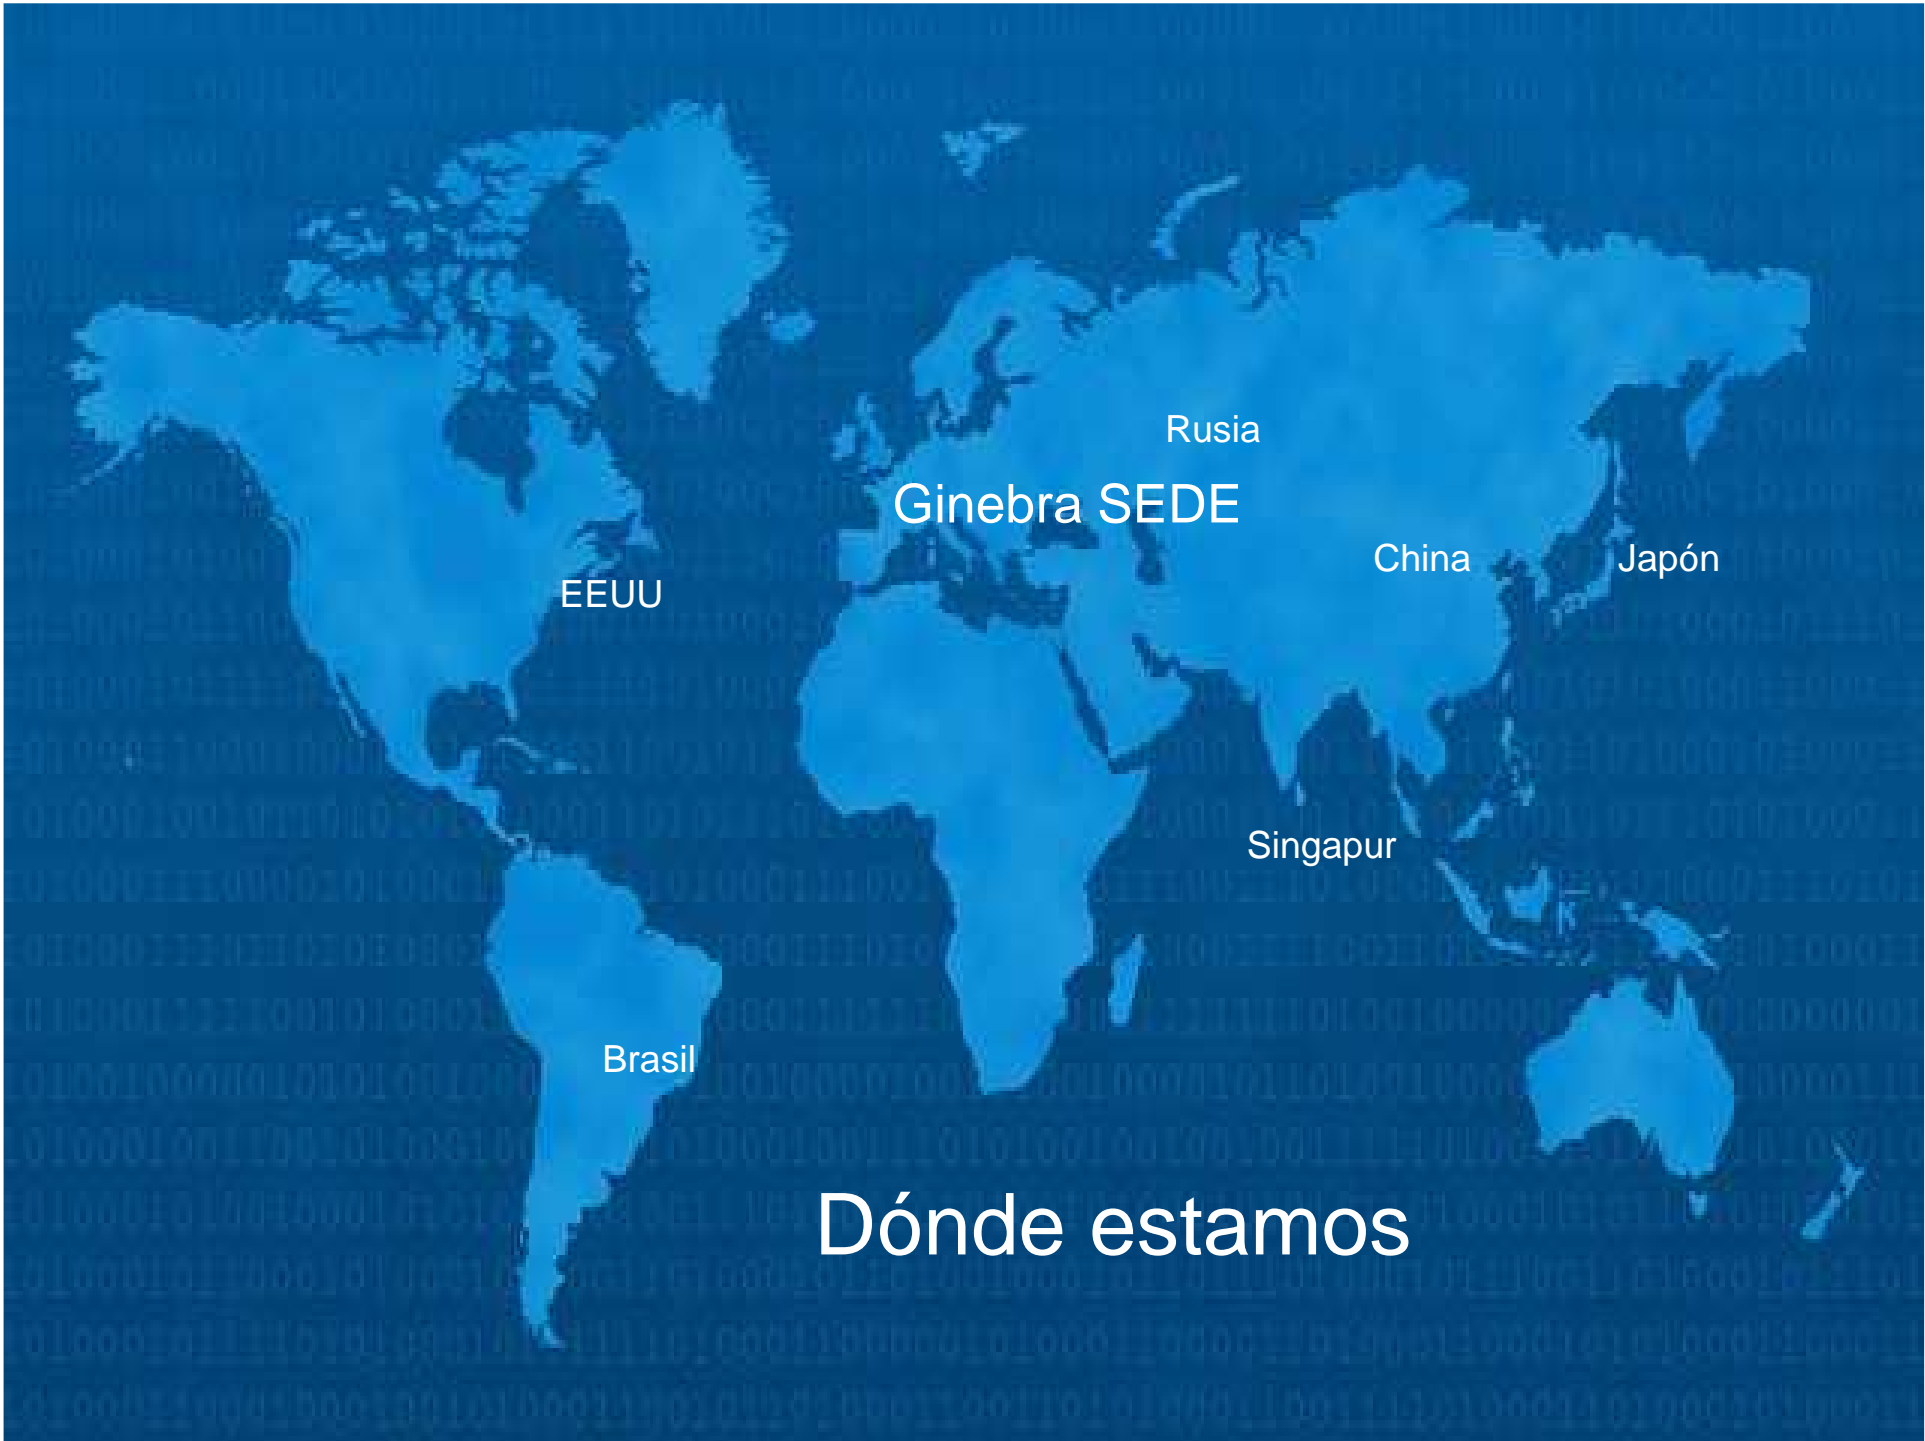 Rusia
Ginebra SEDE
China
Japón
EEUU
Singapur
Brasil
Dónde estamos